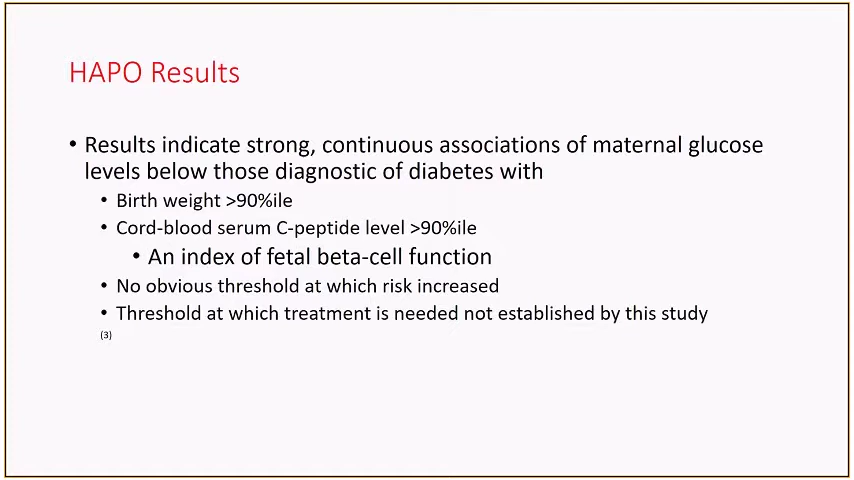 HAPO Results
• Results indicate strong, continuous associations of maternal glucose
levels below those diagnostic of diabetes with
• Birth weight >90%ile
• Cord-blood serum C-peptide level >90%ile
• An index of fetal beta-cell function
• No obvious threshold at which risk increased
• Threshold at which treatment is needed not established by this study
(3)